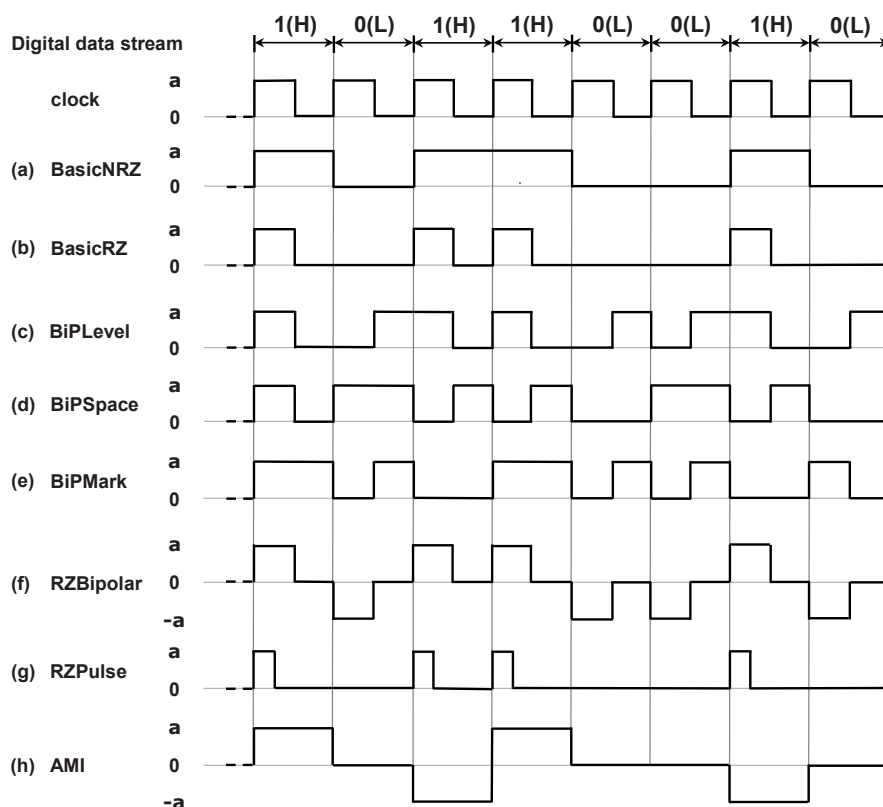 1(H) 0(L) 1(H) 1(H) 0(L) 0(L) 1(H) 0(L)
Digital data stream
clock a 0
(a) BasicNRZ a 0
(b) BasicRZ a 0
(c) BiPLevel a 0
(d) BiPSpace a 0
(e) BiPMark a 0
(f) RZBipolar a 0 -a
(g) RZPulse a 0
(h) AMI a 0 -a